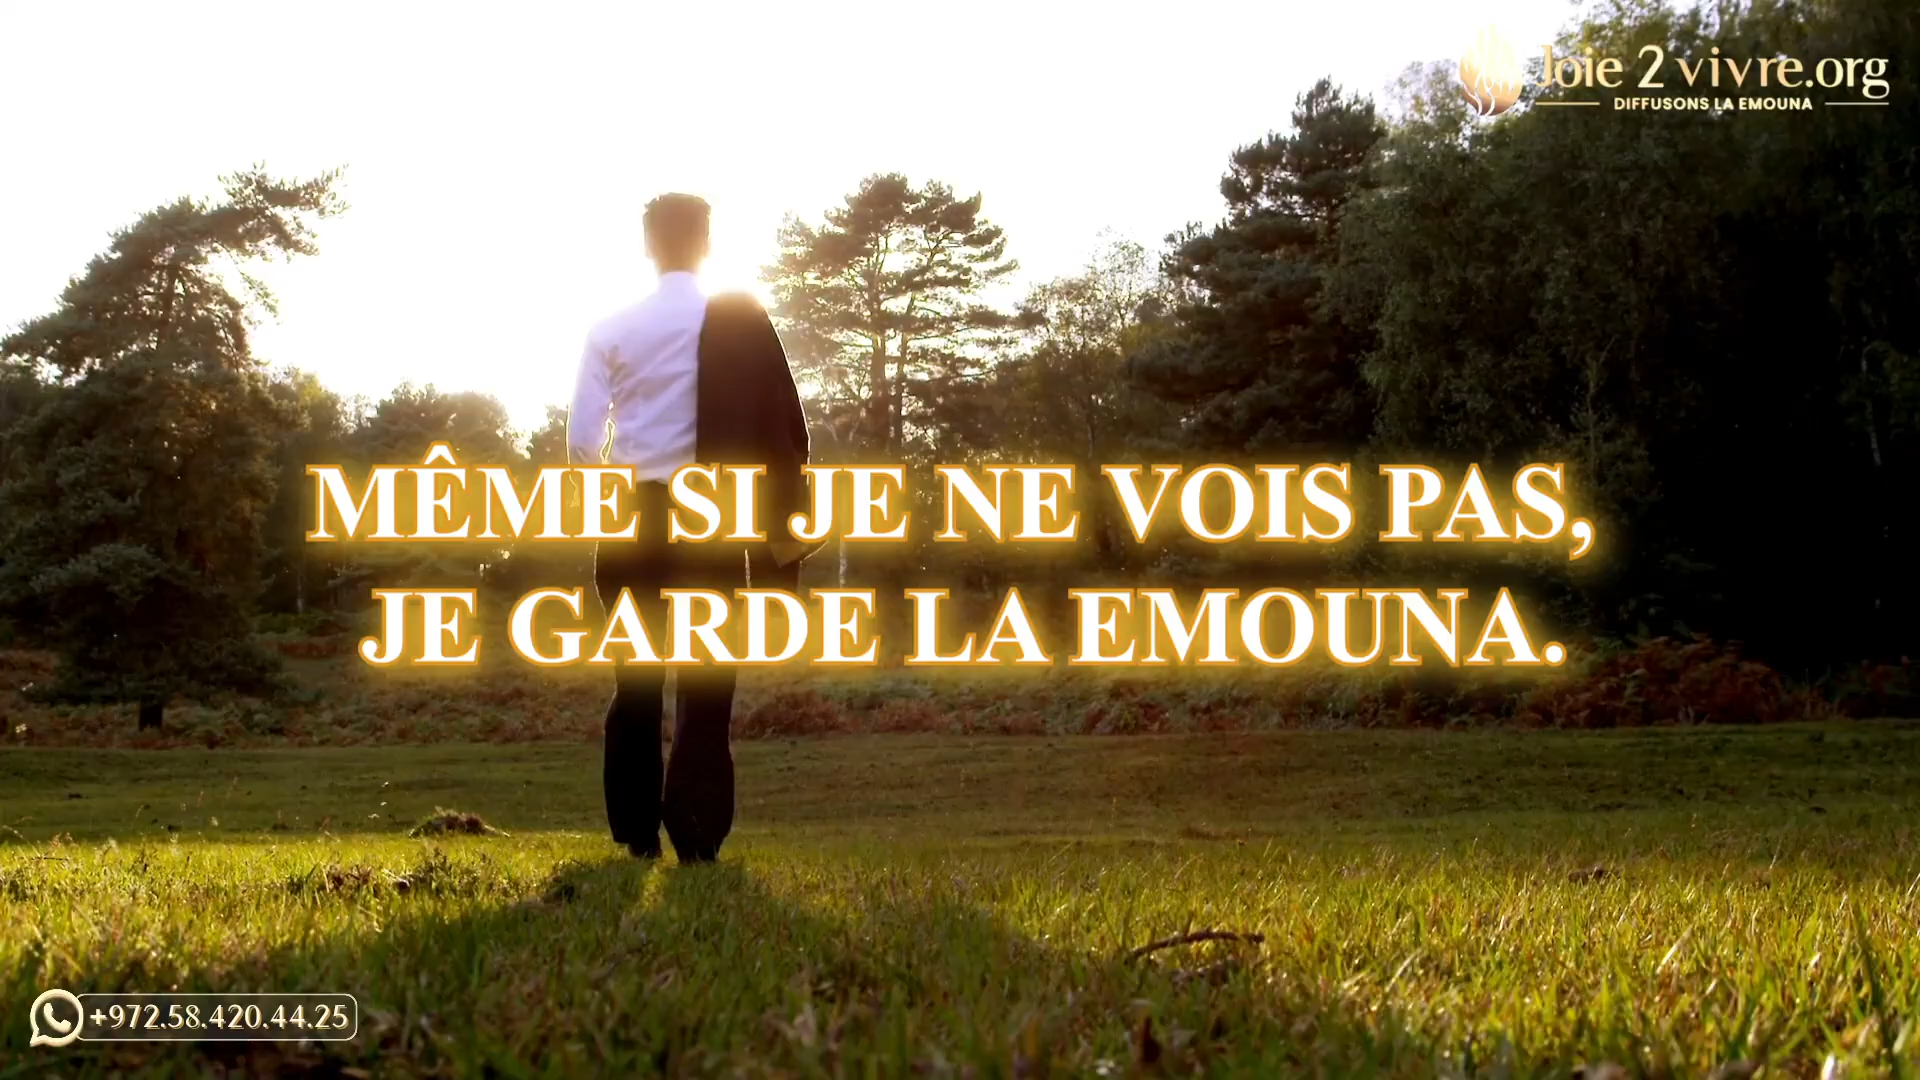 Joie 2 vivre.org
DIFFUSONS LA EMOUNA
MÊME SI JE NE VOIS PAS,
JE GARDE LA EMOUNA.
+972.58.420.44.25